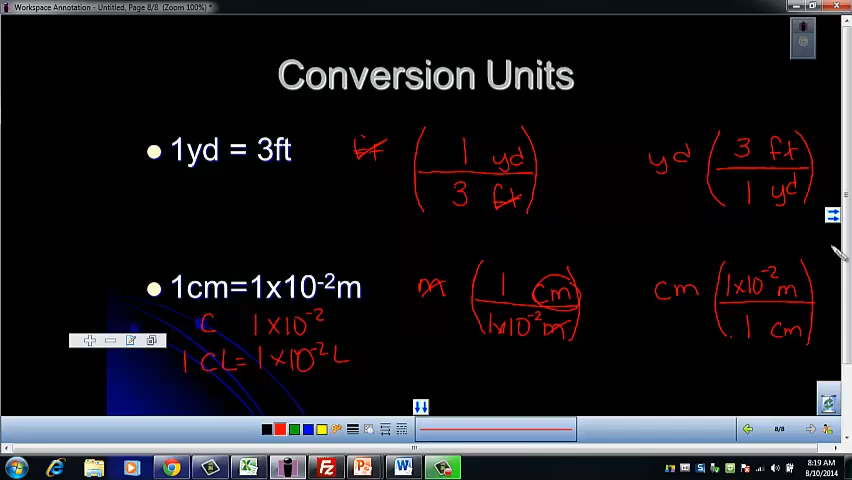 Workspace Annotation - Untitled, Page 8/8 (Zoom 100%) *
Conversion Units
1yd = 3ft
ft ( 1 yd / 3 ft )
yd ( 3 ft / 1 yd )
1cm=1x10⁻²m
m ( 1 cm / 1x10⁻² m )
cm ( 1x10⁻² m / 1 cm )
C 1x10⁻²
1 CL = 1x10⁻² L
8/8
8:19 AM
8/10/2014